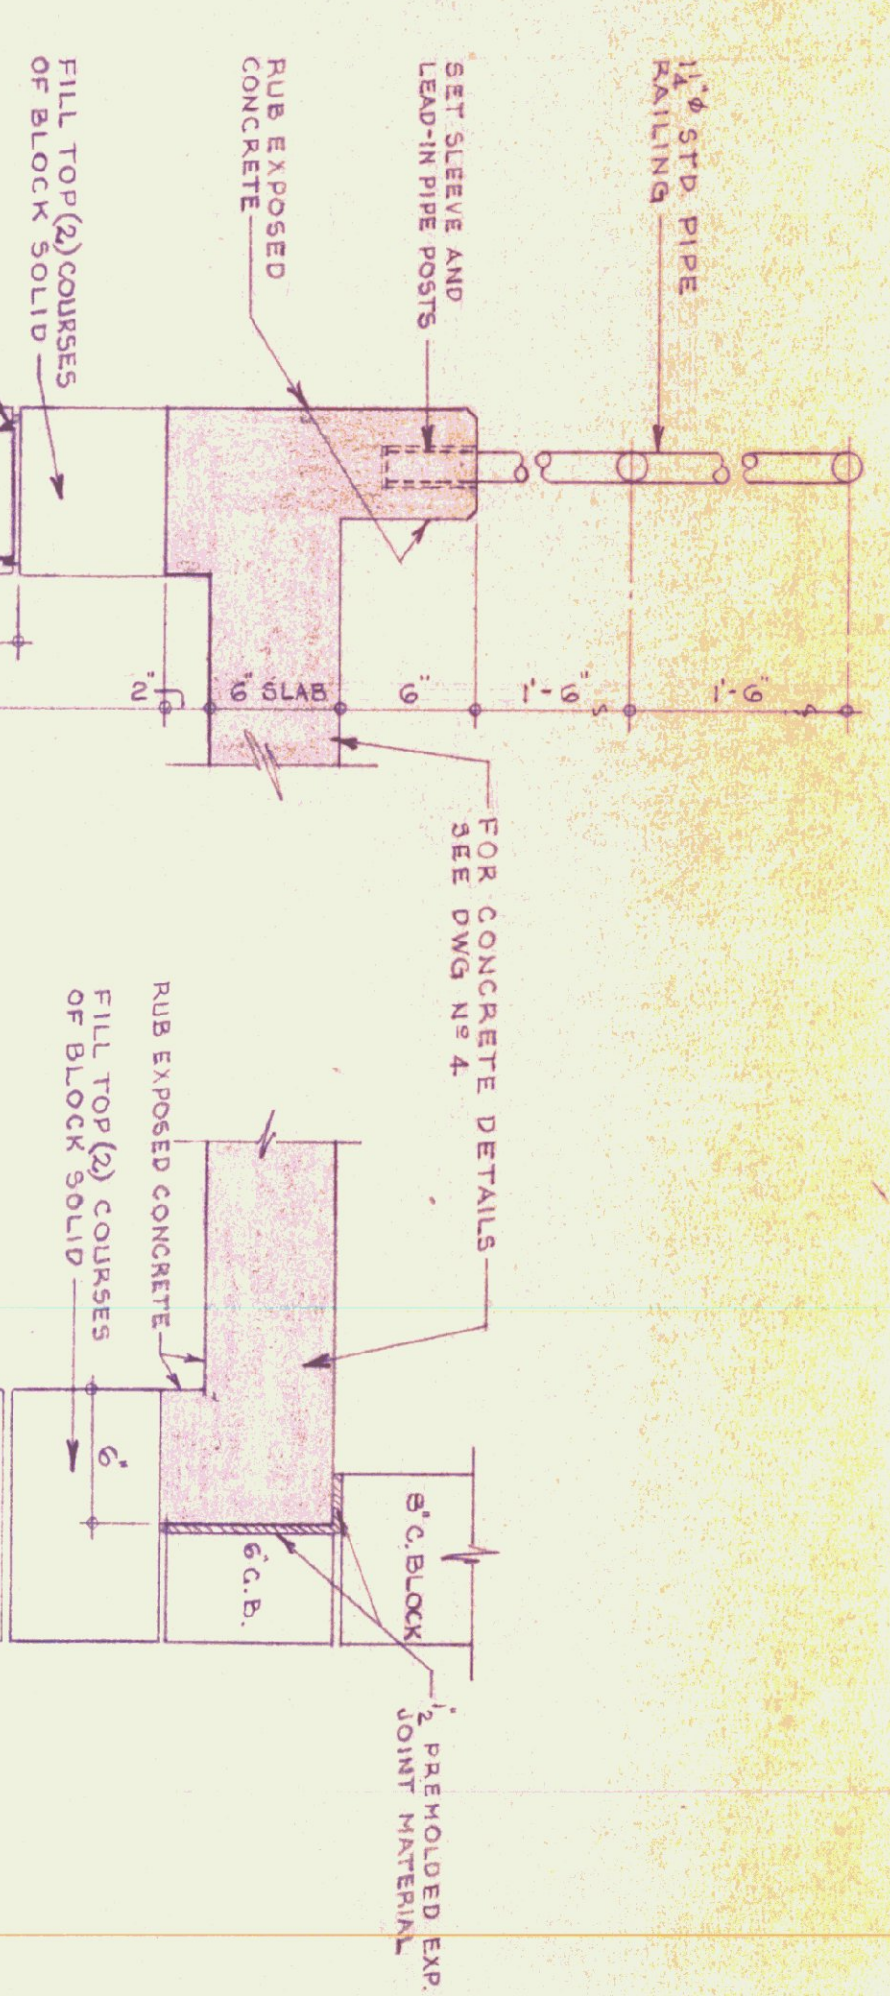 1¼"ø STD. PIPE
RAILING
SET SLEEVE AND
LEAD-IN PIPE POSTS
RUB EXPOSED
CONCRETE
FILL TOP (2) COURSES
OF BLOCK SOLID
1'-6"
1'-6"
6"
6" SLAB
2"
FOR CONCRETE DETAILS
SEE DWG Nº 4
RUB EXPOSED CONCRETE
FILL TOP (2) COURSES
OF BLOCK SOLID
6"
8" C. BLOCK
6" C.B.
½" PREMOLDED EXP.
JOINT MATERIAL